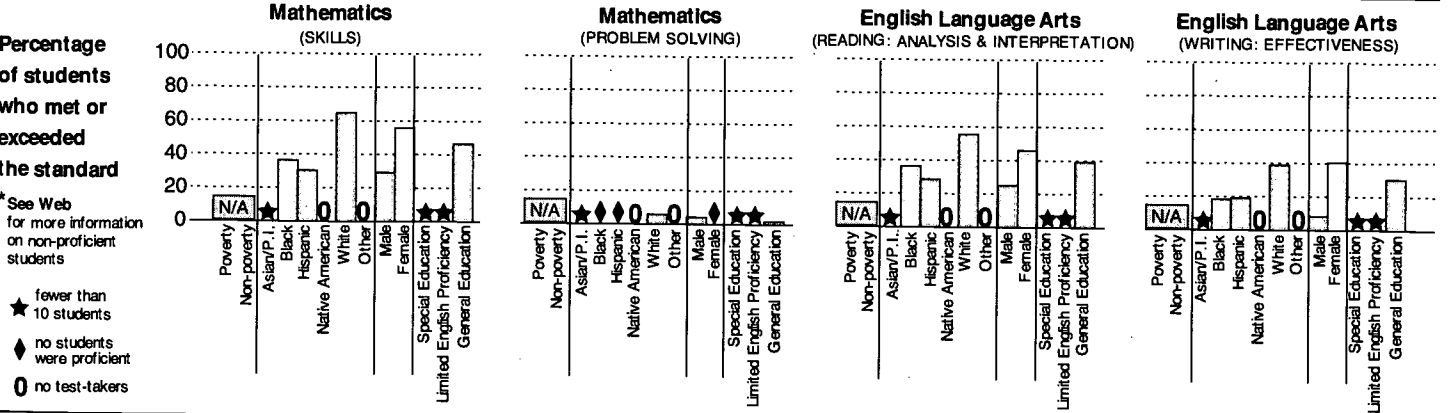 Percentage
of students
who met or
exceeded
the standard
*See Web
for more information
on non-proficient
students
★ fewer than
10 students
♦ no students
were proficient
0 no test-takers
Mathematics
(SKILLS)
100
80
60
40
20
0
N/A
Poverty
Non-poverty
Asian/P.I.
Black
Hispanic
Native American
0
White
Other
0
Male
Female
Special Education
Limited English Proficiency
General Education
Mathematics
(PROBLEM SOLVING)
N/A
Poverty
Non-poverty
Asian/P.I.
Black
Hispanic
Native American
0
White
Other
0
Male
Female
Special Education
Limited English Proficiency
General Education
English Language Arts
(READING: ANALYSIS & INTERPRETATION)
N/A
Poverty
Non-poverty
Asian/P.I.
Black
Hispanic
Native American
0
White
Other
0
Male
Female
Special Education
Limited English Proficiency
General Education
English Language Arts
(WRITING: EFFECTIVENESS)
N/A
Poverty
Non-poverty
Asian/P.I.
Black
Hispanic
Native American
0
White
Other
0
Male
Female
Special Education
Limited English Proficiency
General Education